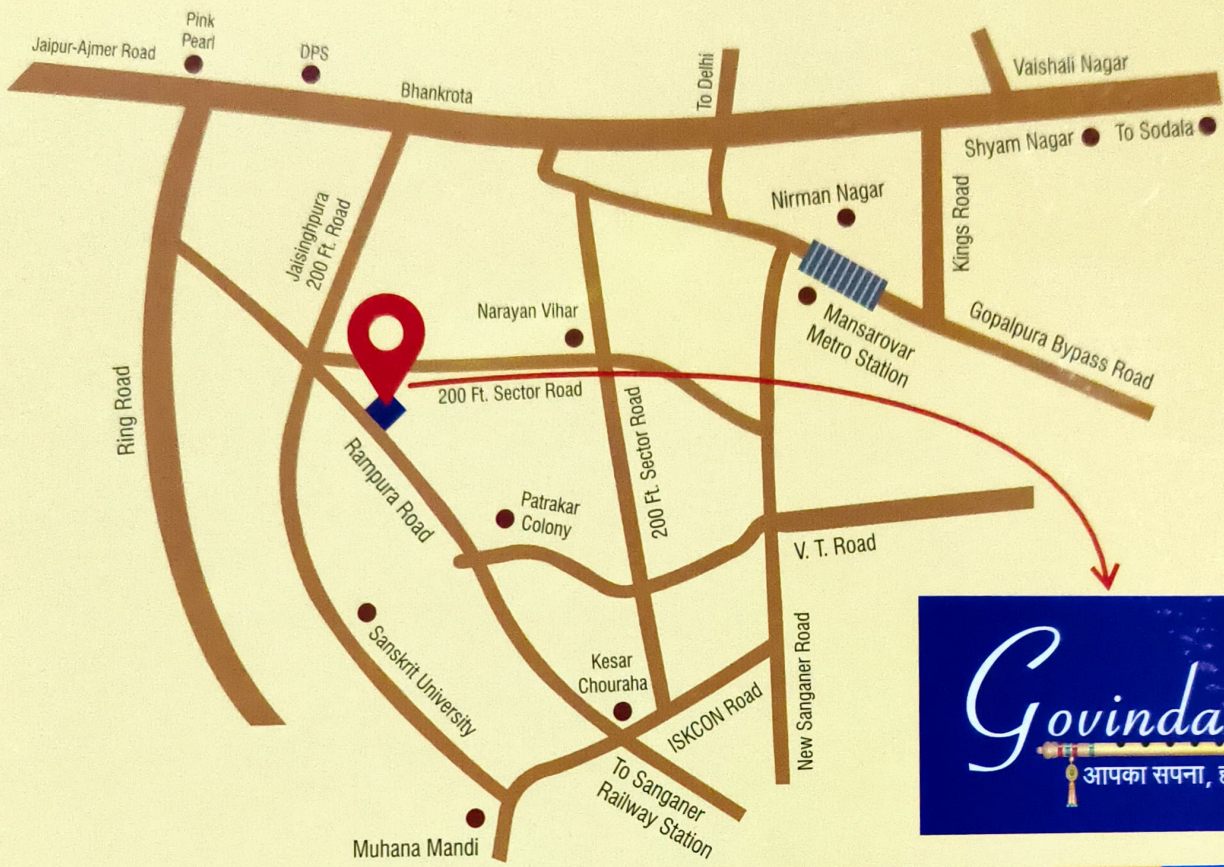 Pink
Pearl
Jaipur-Ajmer Road
DPS
Bhankrota
To Delhi
Vaishali Nagar
Shyam Nagar
To Sodala
Nirman Nagar
Kings Road
Jaisinghpura
200 Ft. Road
Narayan Vihar
Mansarovar
Metro Station
Gopalpura Bypass Road
Ring Road
200 Ft. Sector Road
200 Ft. Sector Road
Rampura Road
Patrakar
Colony
V. T. Road
Sanskrit University
Kesar
Chouraha
ISKCON Road
New Sanganer Road
To Sanganer
Railway Station
Muhana Mandi
Govinda
आपका सपना,